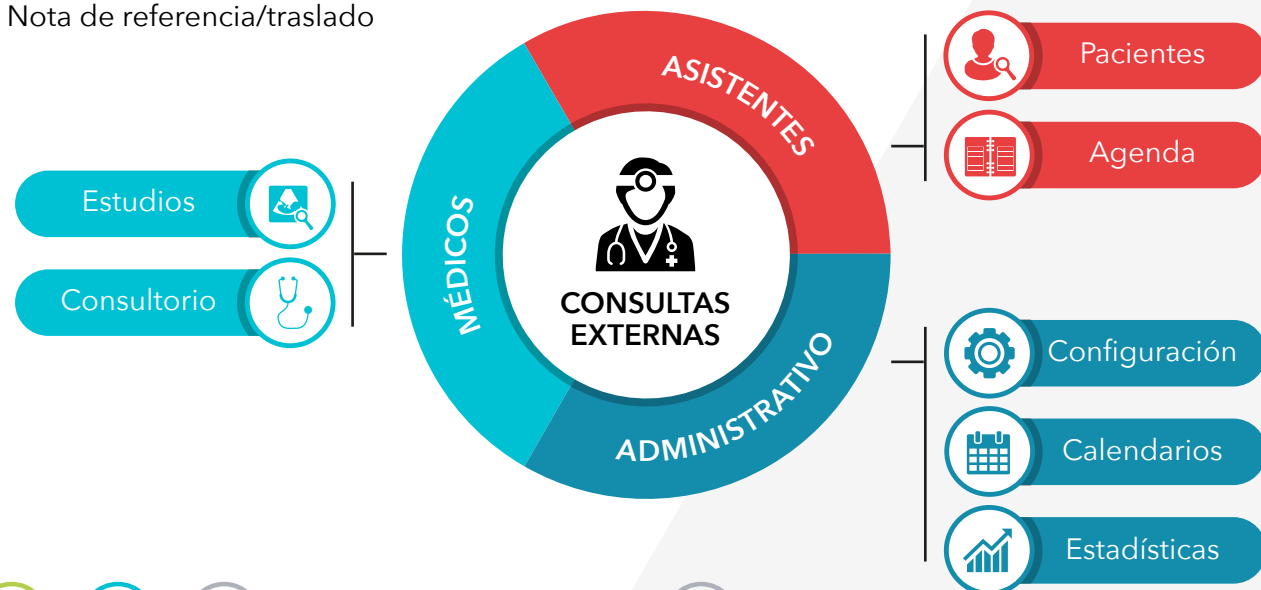 Nota de referencia/traslado
Estudios
Consultorio
MÉDICOS
ASISTENTES
ADMINISTRATIVO
CONSULTAS
EXTERNAS
Pacientes
Agenda
Configuración
Calendarios
Estadísticas